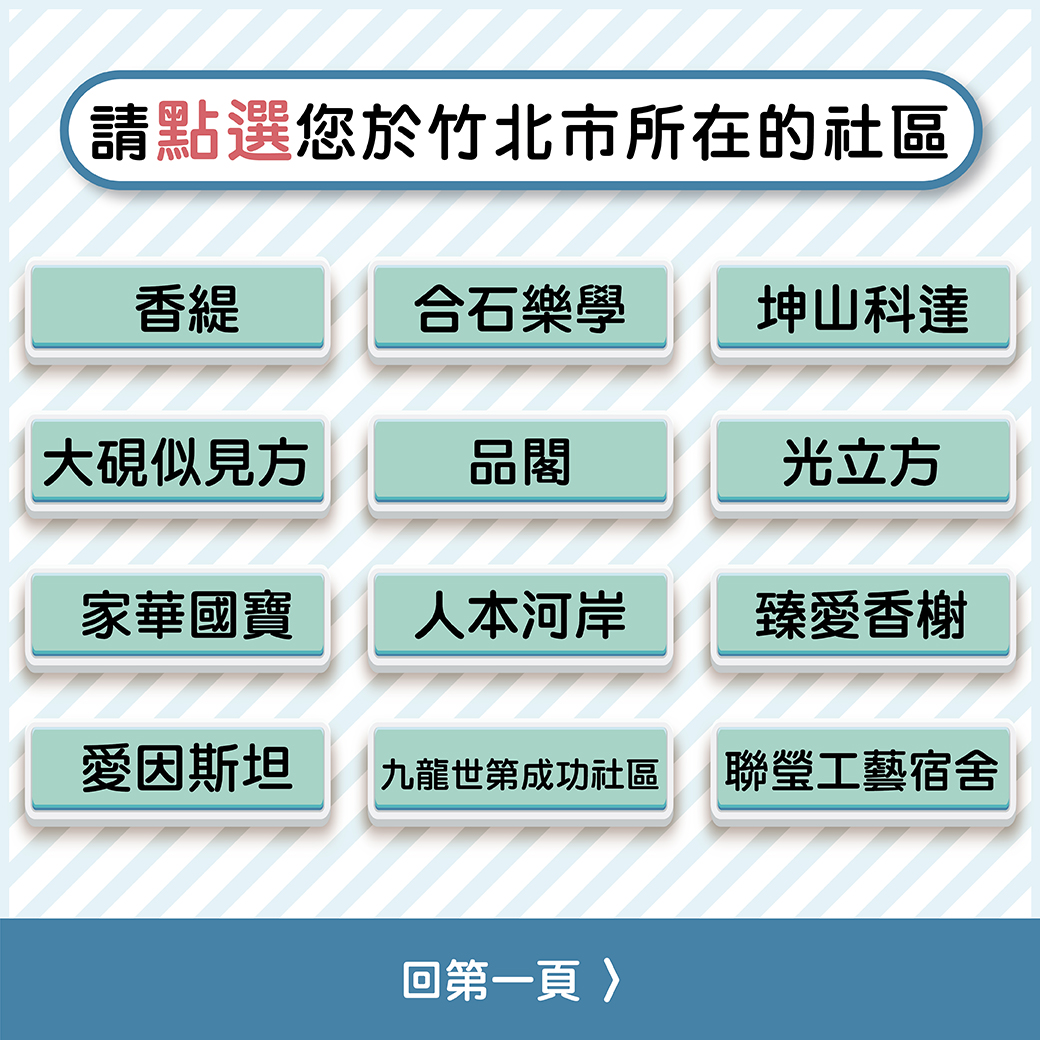 請點選您於竹北市所在的社區
香緹
合石樂學
坤山科達
大硯似見方
品閣
光立方
家華國寶
人本河岸
臻愛香榭
愛因斯坦
九龍世第成功社區
聯瑩工藝宿舍
回第一頁 〉